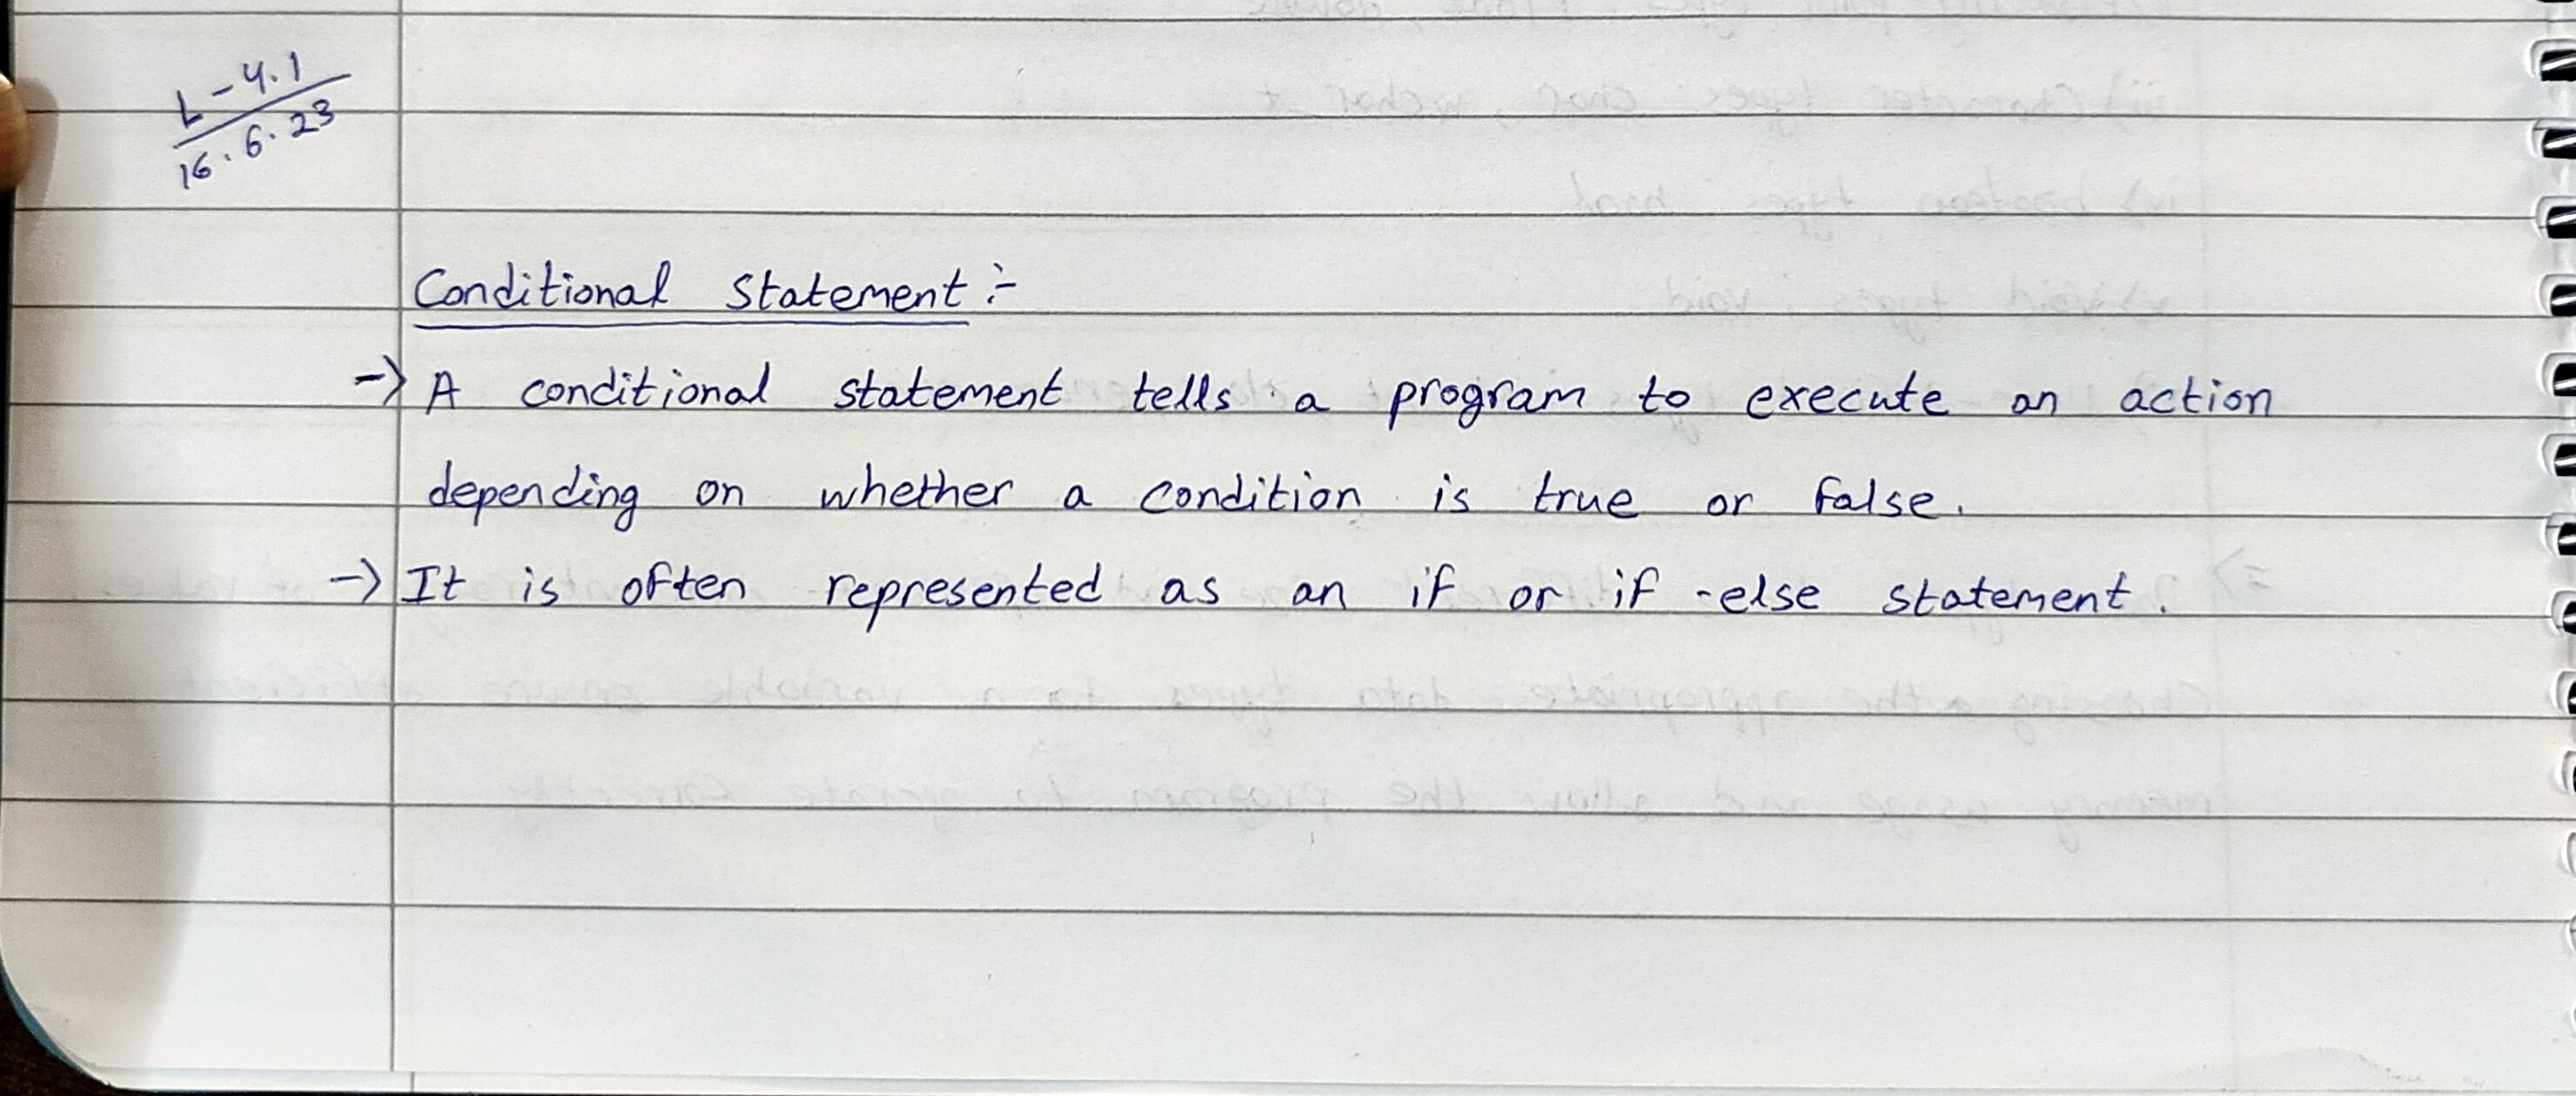 L-4.1
16.6.23
Conditional Statement :-
-> A conditional statement tells a program to execute an action
depending on whether a condition is true or false.
-> It is often represented as an if or if-else statement.